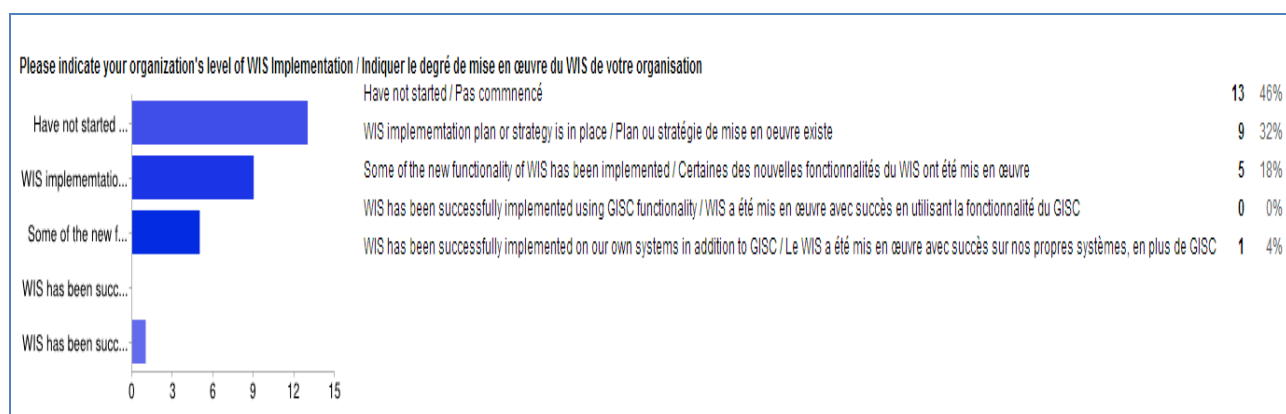 Please indicate your organization's level of WIS Implementation / Indiquer le degré de mise en œuvre du WIS de votre organisation
Have not started / Pas commnencé 13 46%
WIS implememtation plan or strategy is in place / Plan ou stratégie de mise en oeuvre existe 9 32%
Some of the new functionality of WIS has been implemented / Certaines des nouvelles fonctionnalités du WIS ont été mis en œuvre 5 18%
WIS has been successfully implemented using GISC functionality / WIS a été mis en œuvre avec succès en utilisant la fonctionnalité du GISC 0 0%
WIS has been successfully implemented on our own systems in addition to GISC / Le WIS a été mis en œuvre avec succès sur nos propres systèmes, en plus de GISC 1 4%
Have not started ...
WIS implememtatio...
Some of the new f...
WIS has been succ...
WIS has been succ...
0 3 6 9 12 15